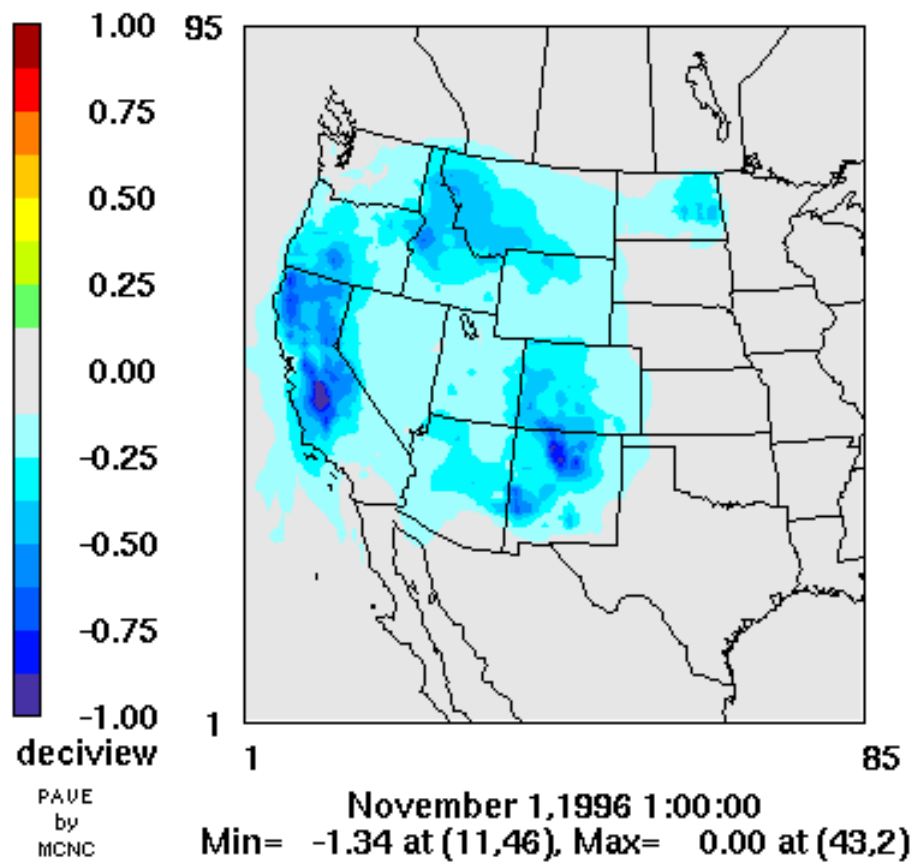 1.00
0.75
0.50
0.25
0.00
-0.25
-0.50
-0.75
-1.00
deciview
PAVE
by
MCNC
95
1
1
85
November 1,1996 1:00:00
Min= -1.34 at (11,46), Max= 0.00 at (43,2)